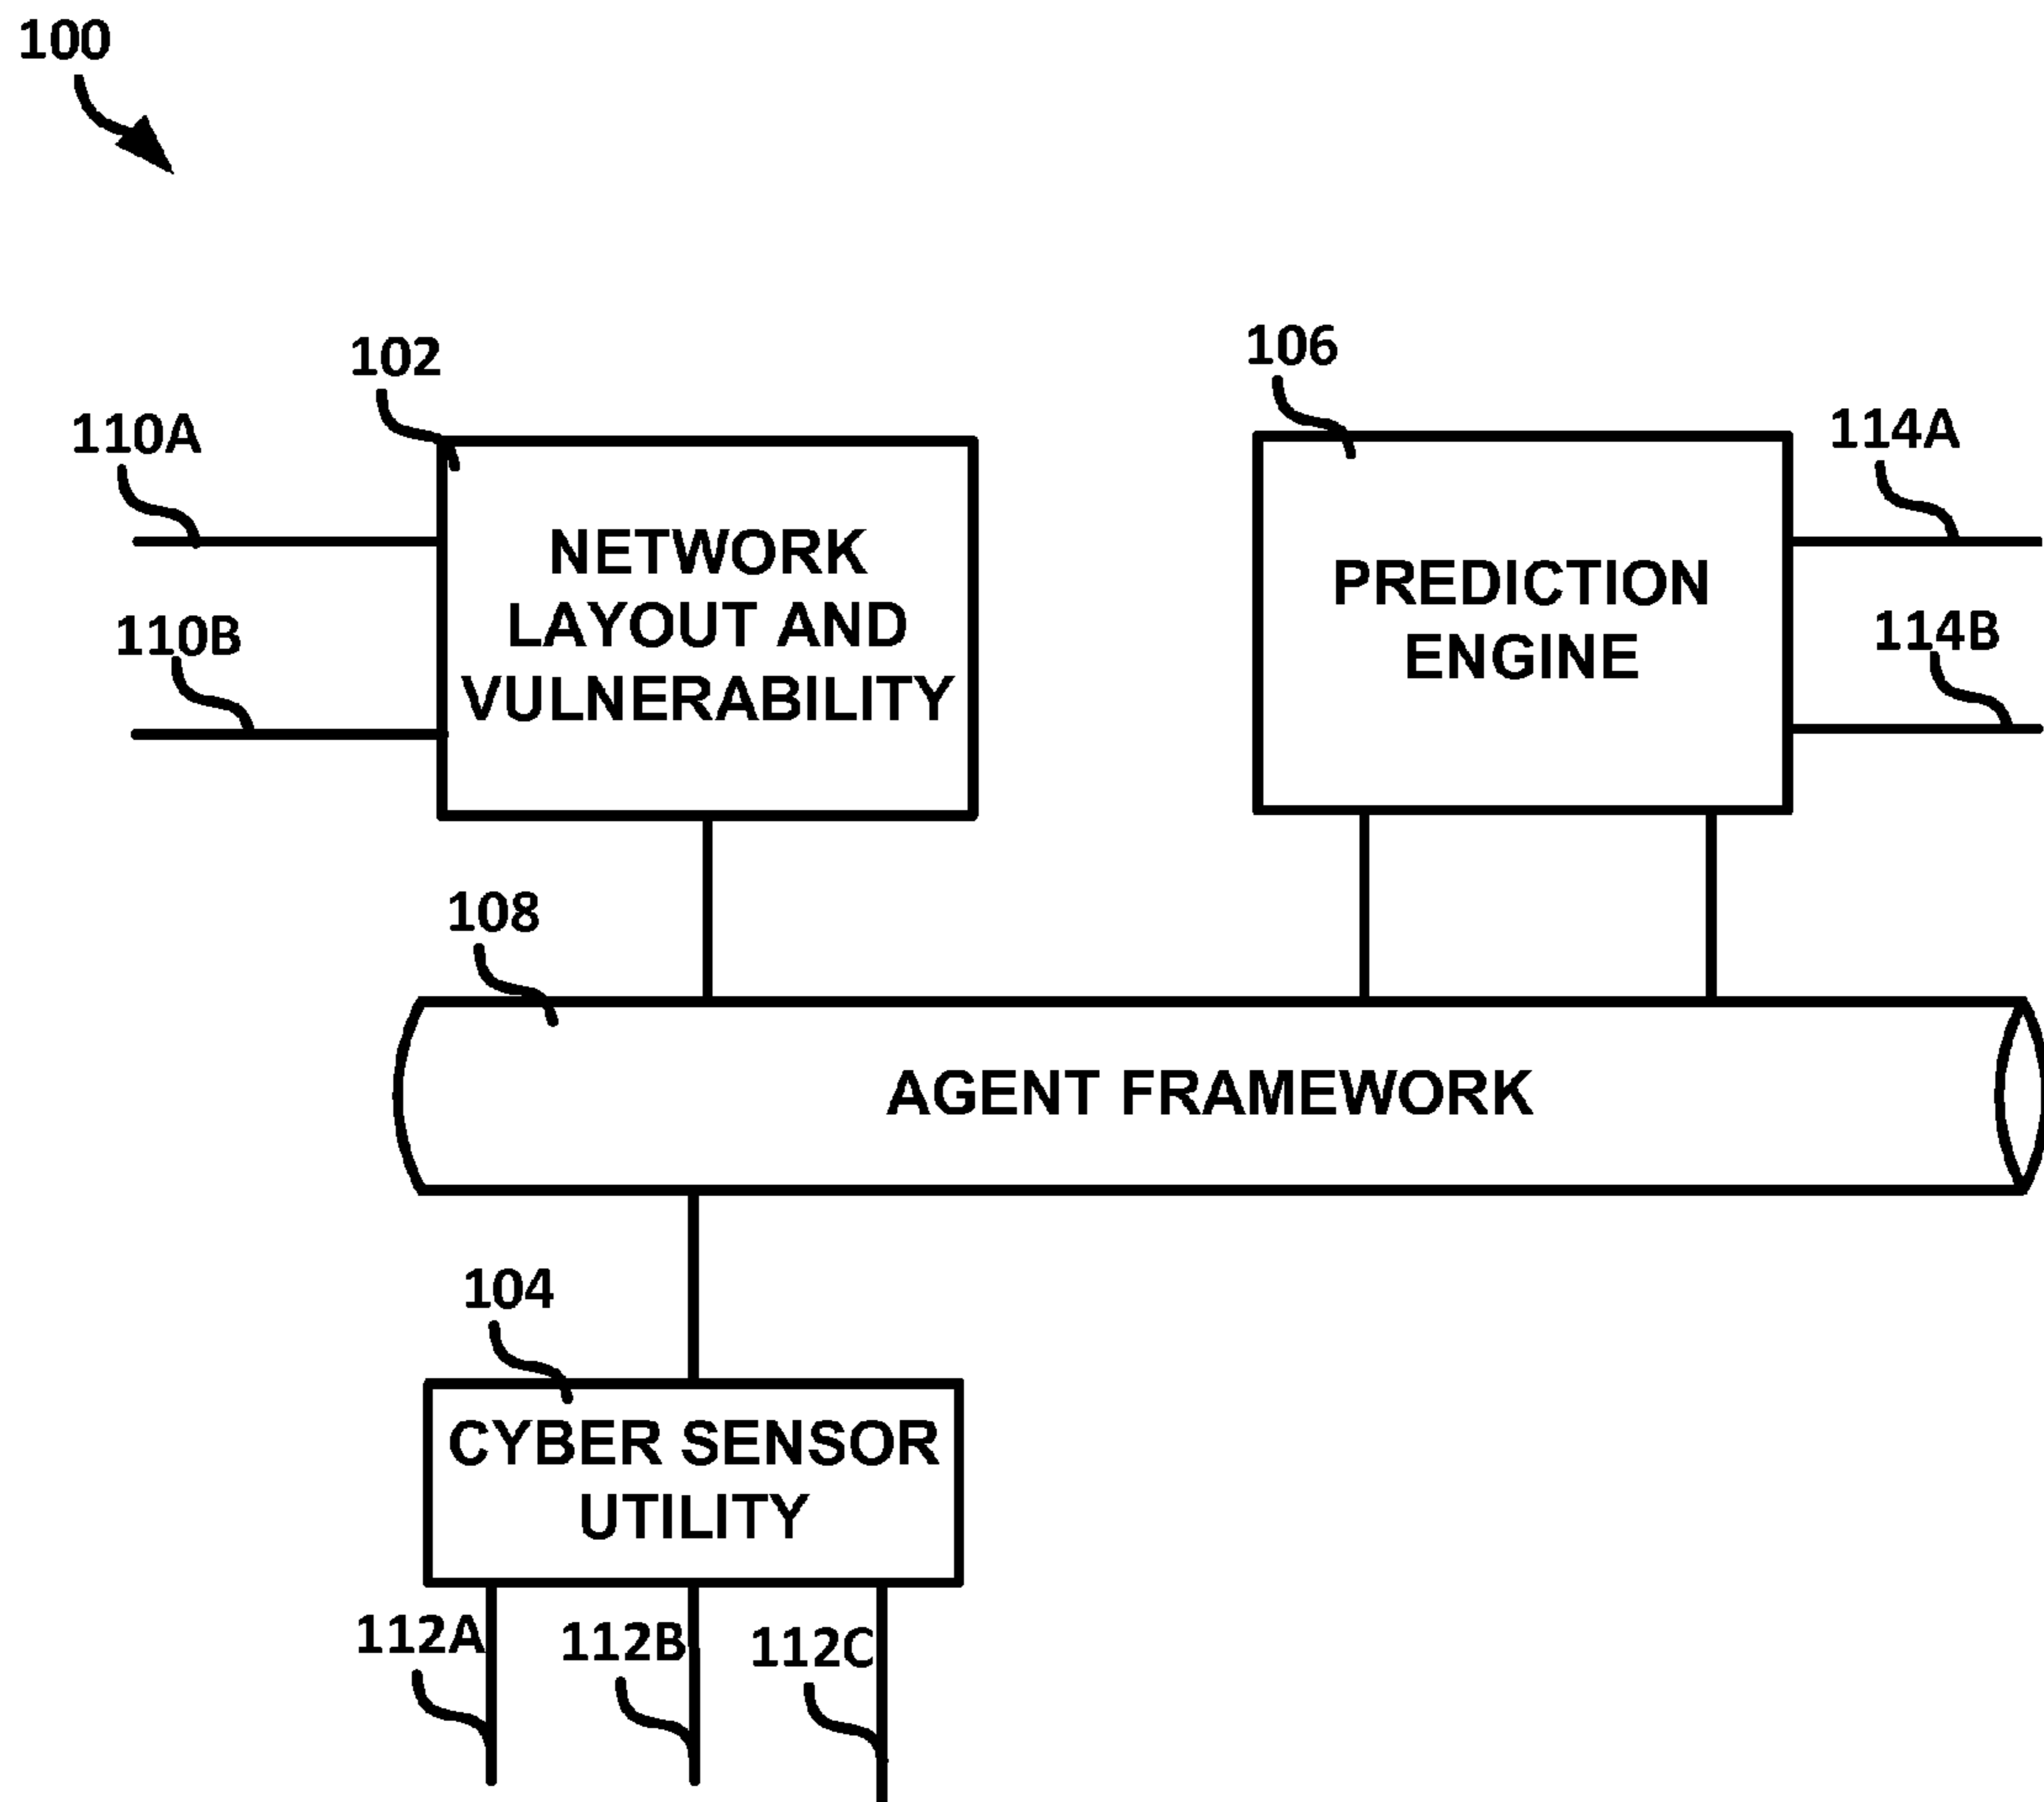 100
102
106
110A
114A
NETWORK
LAYOUT AND
VULNERABILITY
PREDICTION
ENGINE
110B
114B
108
AGENT FRAMEWORK
104
CYBER SENSOR
UTILITY
112A
112B
112C